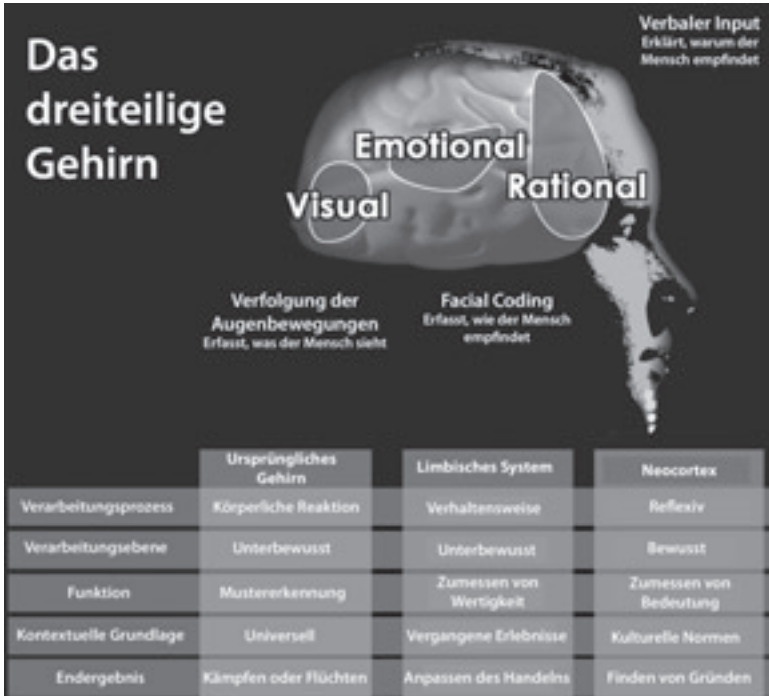 Das
dreiteilige
Gehirn
Verbaler Input
Erklärt, warum der
Mensch empfindet
Emotional
Rational
Visual
Verfolgung der
Augenbewegungen
Erfasst, was der Mensch sieht
Facial Coding
Erfasst, wie der Mensch
empfindet
Ursprüngliches
Gehirn
Limbisches System
Neocortex
Verarbeitungsprozess
Körperliche Reaktion
Verhaltensweise
Reflexiv
Verarbeitungsebene
Unterbewusst
Unterbewusst
Bewusst
Funktion
Mustererkennung
Zumessen von
Wertigkeit
Zumessen von
Bedeutung
Kontextuelle Grundlage
Universell
Vergangene Erlebnisse
Kulturelle Normen
Endergebnis
Kämpfen oder Flüchten
Anpassen des Handelns
Finden von Gründen